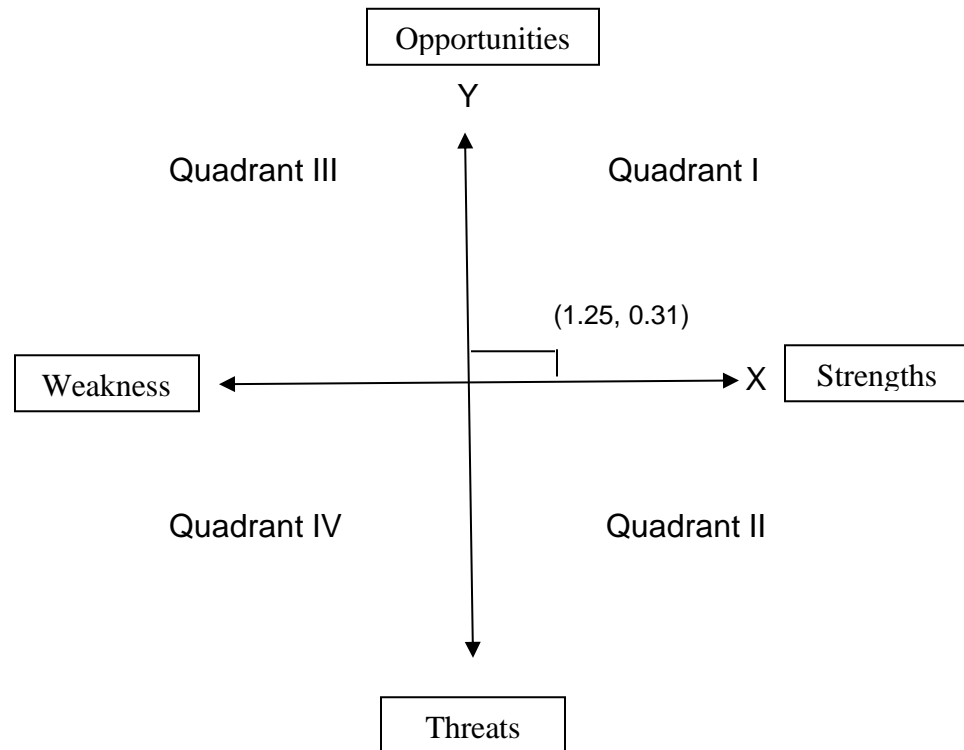 Opportunities
Y
Quadrant III
Quadrant I
(1.25, 0.31)
Weakness
X
Strengths
Quadrant IV
Quadrant II
Threats